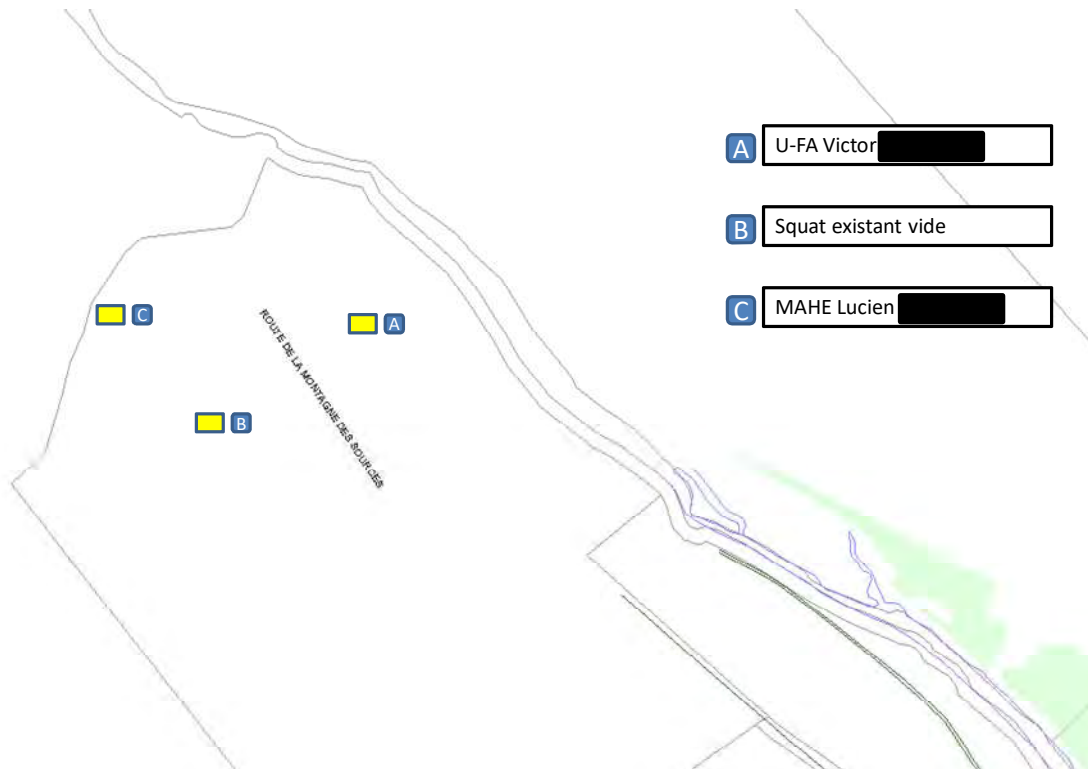 A U-FA Victor
B Squat existant vide
C MAHE Lucien
C
A
B
ROUTE DE LA MONTAGNE DES SOURCES